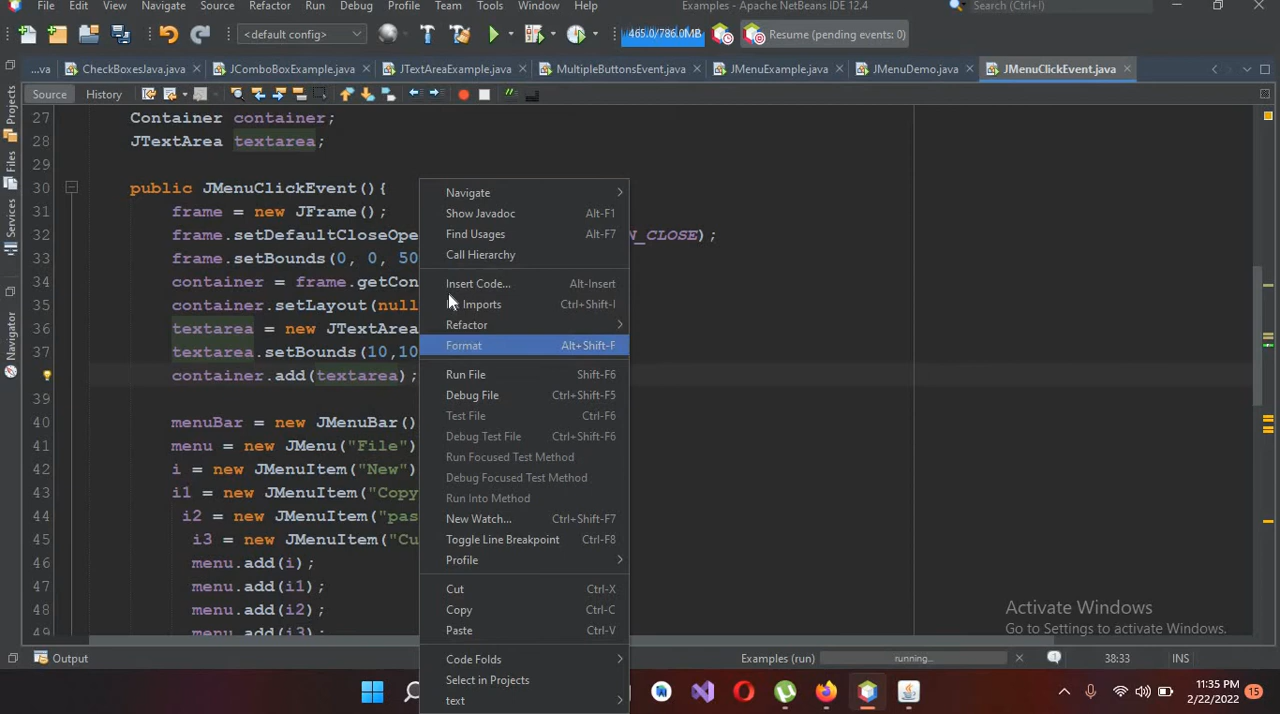 File Edit View Navigate Source Refactor Run Debug Profile Team Tools Window Help Examples - Apache NetBeans IDE 12.4 Search (Ctrl+I)
<default config> 465.0/786.0MB Resume (pending events: 0)
...va CheckBoxesJava.java JComboBoxExample.java JTextAreaExample.java MultipleButtonsEvent.java JMenuExample.java JMenuDemo.java JMenuClickEvent.java
Source History
Projects
Files
Services
Navigator
27 Container container;
28 JTextArea textarea;
29
30 public JMenuClickEvent(){
31 frame = new JFrame();
32 frame.setDefaultCloseOpe N_CLOSE);
33 frame.setBounds(0, 0, 50
34 container = frame.getCon
35 container.setLayout(null
36 textarea = new JTextArea
37 textarea.setBounds(10,10
38 container.add(textarea);
39
40 menuBar = new JMenuBar()
41 menu = new JMenu("File")
42 i = new JMenuItem("New")
43 i1 = new JMenuItem("Copy
44 i2 = new JMenuItem("pas
45 i3 = new JMenuItem("Cu
46 menu.add(i);
47 menu.add(i1);
48 menu.add(i2);
49 menu.add(i3);
Navigate
Show Javadoc Alt-F1
Find Usages Alt-F7
Call Hierarchy
Insert Code... Alt-Insert
Imports Ctrl+Shift-I
Refactor
Format Alt+Shift-F
Run File Shift-F6
Debug File Ctrl+Shift-F5
Test File Ctrl-F6
Debug Test File Ctrl+Shift-F6
Run Focused Test Method
Debug Focused Test Method
Run Into Method
New Watch... Ctrl+Shift-F7
Toggle Line Breakpoint Ctrl-F8
Profile
Cut Ctrl-X
Copy Ctrl-C
Paste Ctrl-V
Code Folds
Select in Projects
text
Activate Windows
Go to Settings to activate Windows.
Output Examples (run) running... 38:33 INS
11:35 PM
2/22/2022 15